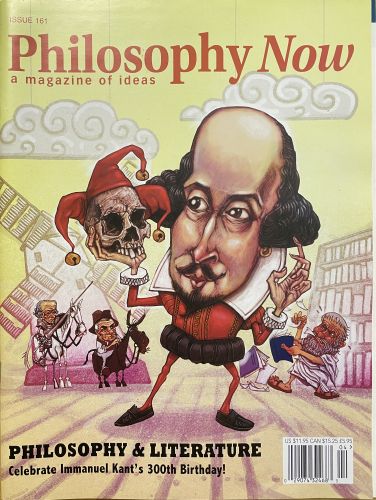 ISSUE 161
Philosophy Now
a magazine of ideas
PHILOSOPHY & LITERATURE
Celebrate Immanuel Kant's 300th Birthday!
US $11.95 CAN $15.25 £5.95
04>